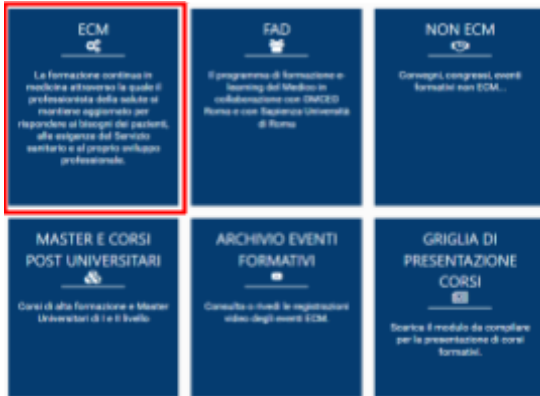 ECM
La formazione continua in
medicina attraverso la quale il
professionista della salute si
mantiene aggiornato per
rispondere ai bisogni dei pazienti,
alle esigenze del Servizio
sanitario e al proprio sviluppo
professionale.
FAD
Il programma di formazione e-
learning del Medico in
collaborazione con OMCEO
Roma e con Sapienza Università
di Roma
NON ECM
Convegni, congressi, eventi
formativi non ECM...
MASTER E CORSI
POST UNIVERSITARI
Corsi di alta formazione e Master
Universitari di I e II livello
ARCHIVIO EVENTI
FORMATIVI
Consulta o rivedi le registrazioni
video degli eventi ECM.
GRIGLIA DI
PRESENTAZIONE
CORSI
Scarica il modulo da compilare
per la presentazione di corsi
formativi.